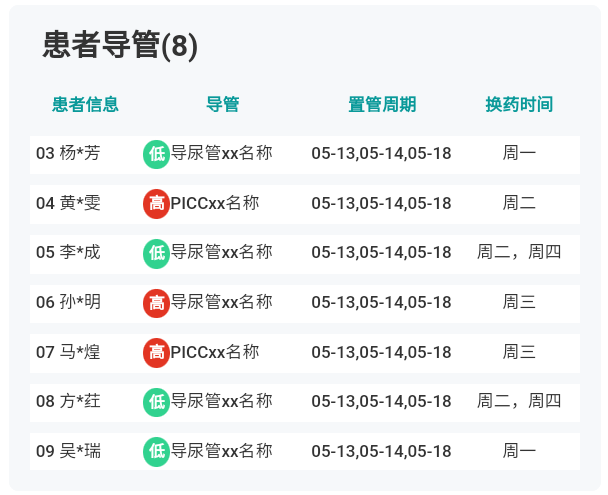 患者导管(8)
患者信息 导管 置管周期 换药时间
03 杨*芳 低 导尿管xx名称 05-13,05-14,05-18 周一
04 黄*雯 高 PICCxx名称 05-13,05-14,05-18 周二
05 李*成 低 导尿管xx名称 05-13,05-14,05-18 周二，周四
06 孙*明 高 导尿管xx名称 05-13,05-14,05-18 周三
07 马*煌 高 PICCxx名称 05-13,05-14,05-18 周三
08 方*荭 低 导尿管xx名称 05-13,05-14,05-18 周二，周四
09 吴*瑞 低 导尿管xx名称 05-13,05-14,05-18 周一